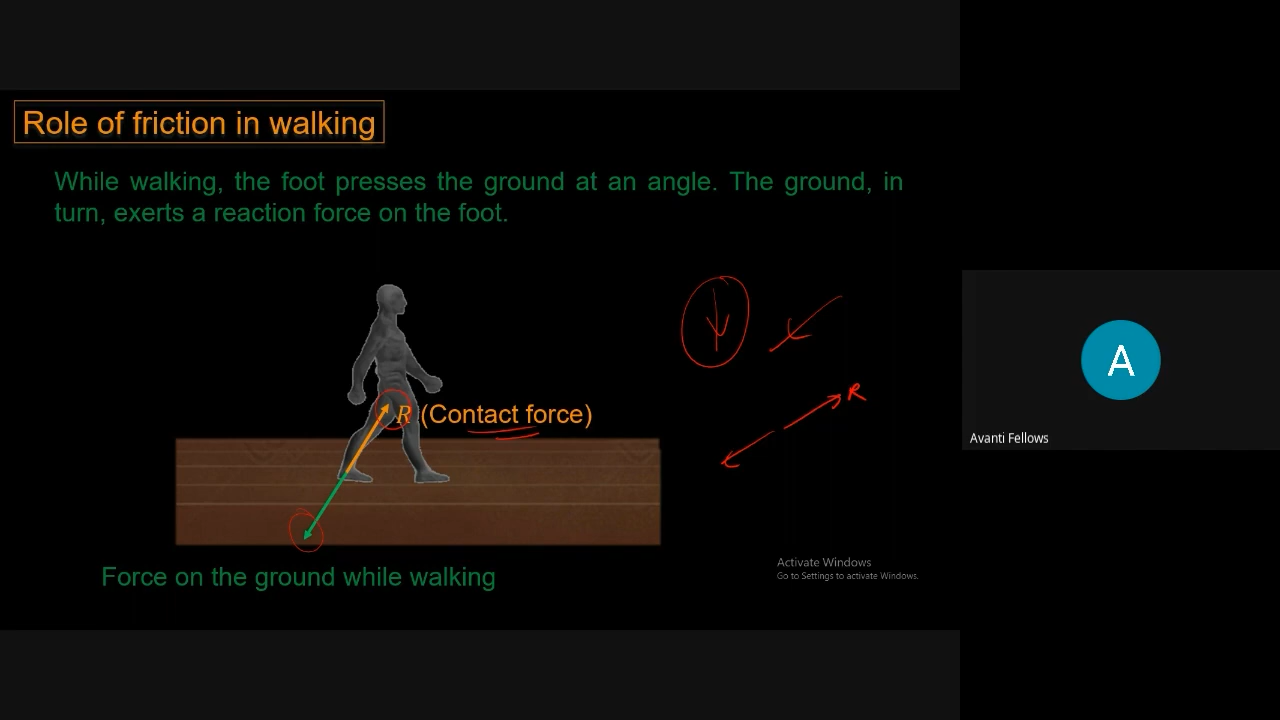 Role of friction in walking
While walking, the foot presses the ground at an angle. The ground, in
turn, exerts a reaction force on the foot.
R (Contact force)
R
Force on the ground while walking
Activate Windows
Go to Settings to activate Windows.
A
Avanti Fellows